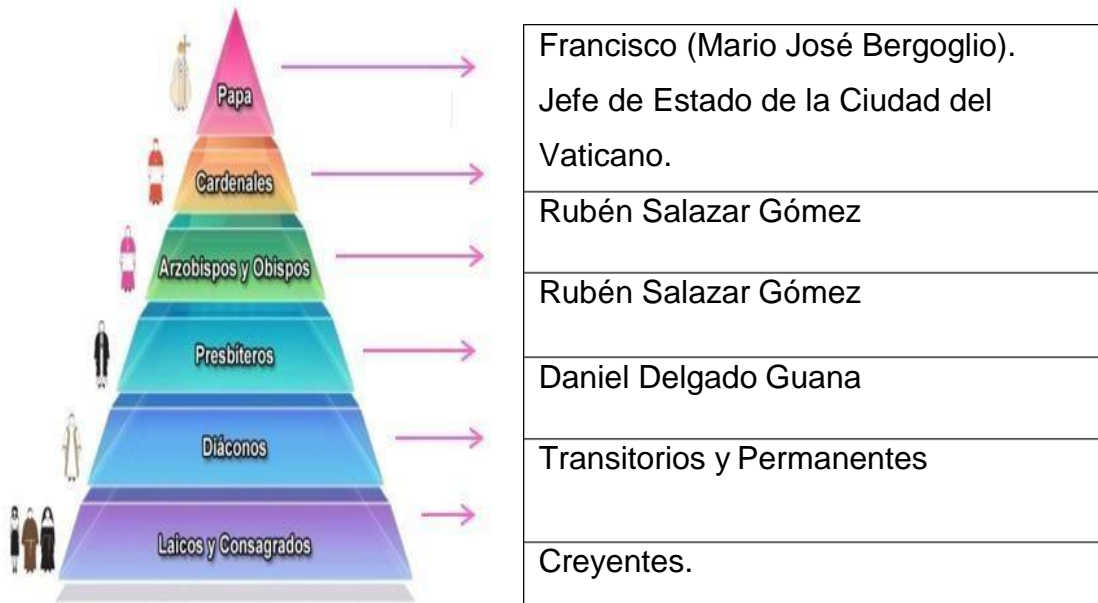 Papa
Francisco (Mario José Bergoglio).
Jefe de Estado de la Ciudad del
Vaticano.
Cardenales
Rubén Salazar Gómez
Arzobispos y Obispos
Rubén Salazar Gómez
Presbíteros
Daniel Delgado Guana
Diáconos
Transitorios y Permanentes
Laicos y Consagrados
Creyentes.